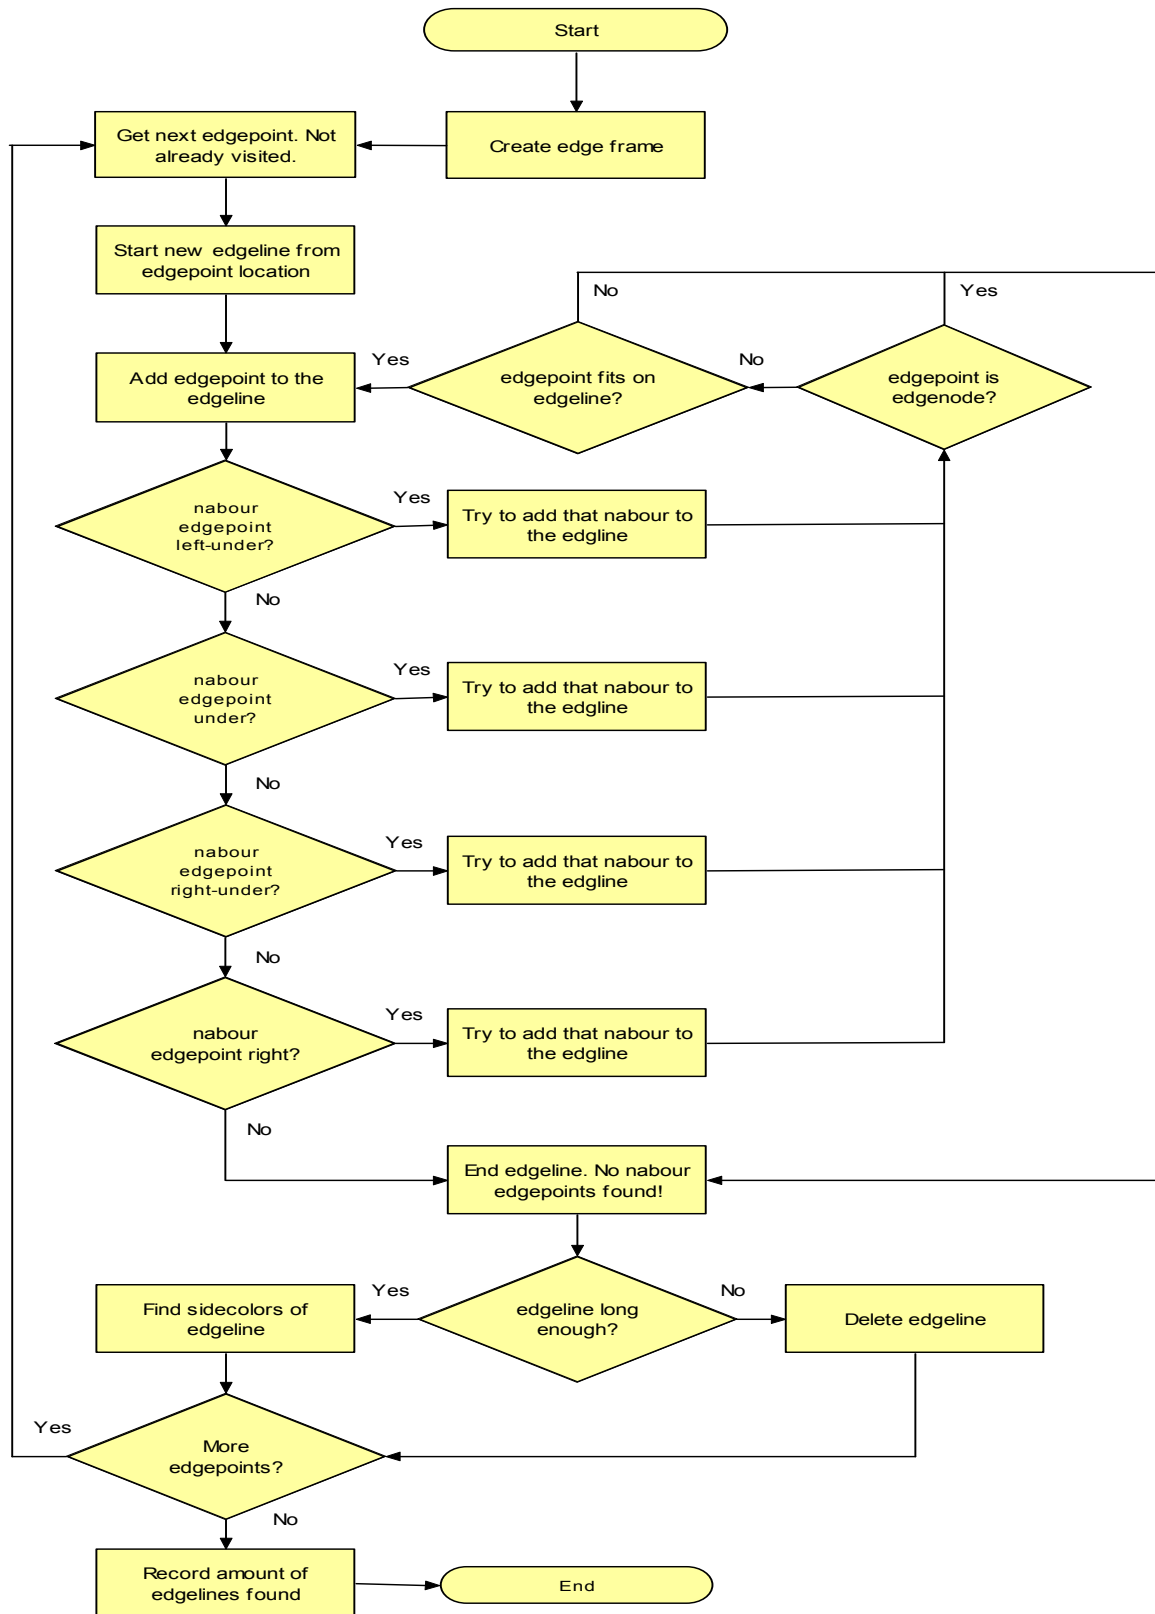 Start
Create edge frame
Get next edgepoint. Not
already visited.
Start new edgeline from
edgepoint location
No
Yes
Add edgepoint to the
edgeline
Yes
edgepoint fits on
edgeline?
No
edgepoint is
edgenode?
nabour
edgepoint
left-under?
Yes
Try to add that nabour to
the edgline
No
nabour
edgepoint
under?
Yes
Try to add that nabour to
the edgline
No
nabour
edgepoint
right-under?
Yes
Try to add that nabour to
the edgline
No
nabour
edgepoint right?
Yes
Try to add that nabour to
the edgline
No
End edgeline. No nabour
edgepoints found!
Find sidecolors of
edgeline
Yes
edgeline long
enough?
No
Delete edgeline
Yes
More
edgepoints?
No
Record amount of
edgelines found
End